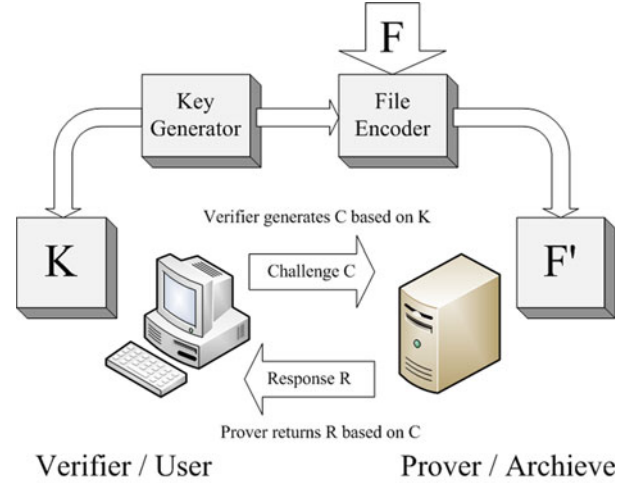 F
Key
Generator
File
Encoder
K
Verifier generates C based on K
Challenge C
F'
Response R
Prover returns R based on C
Verifier / User
Prover / Archieve